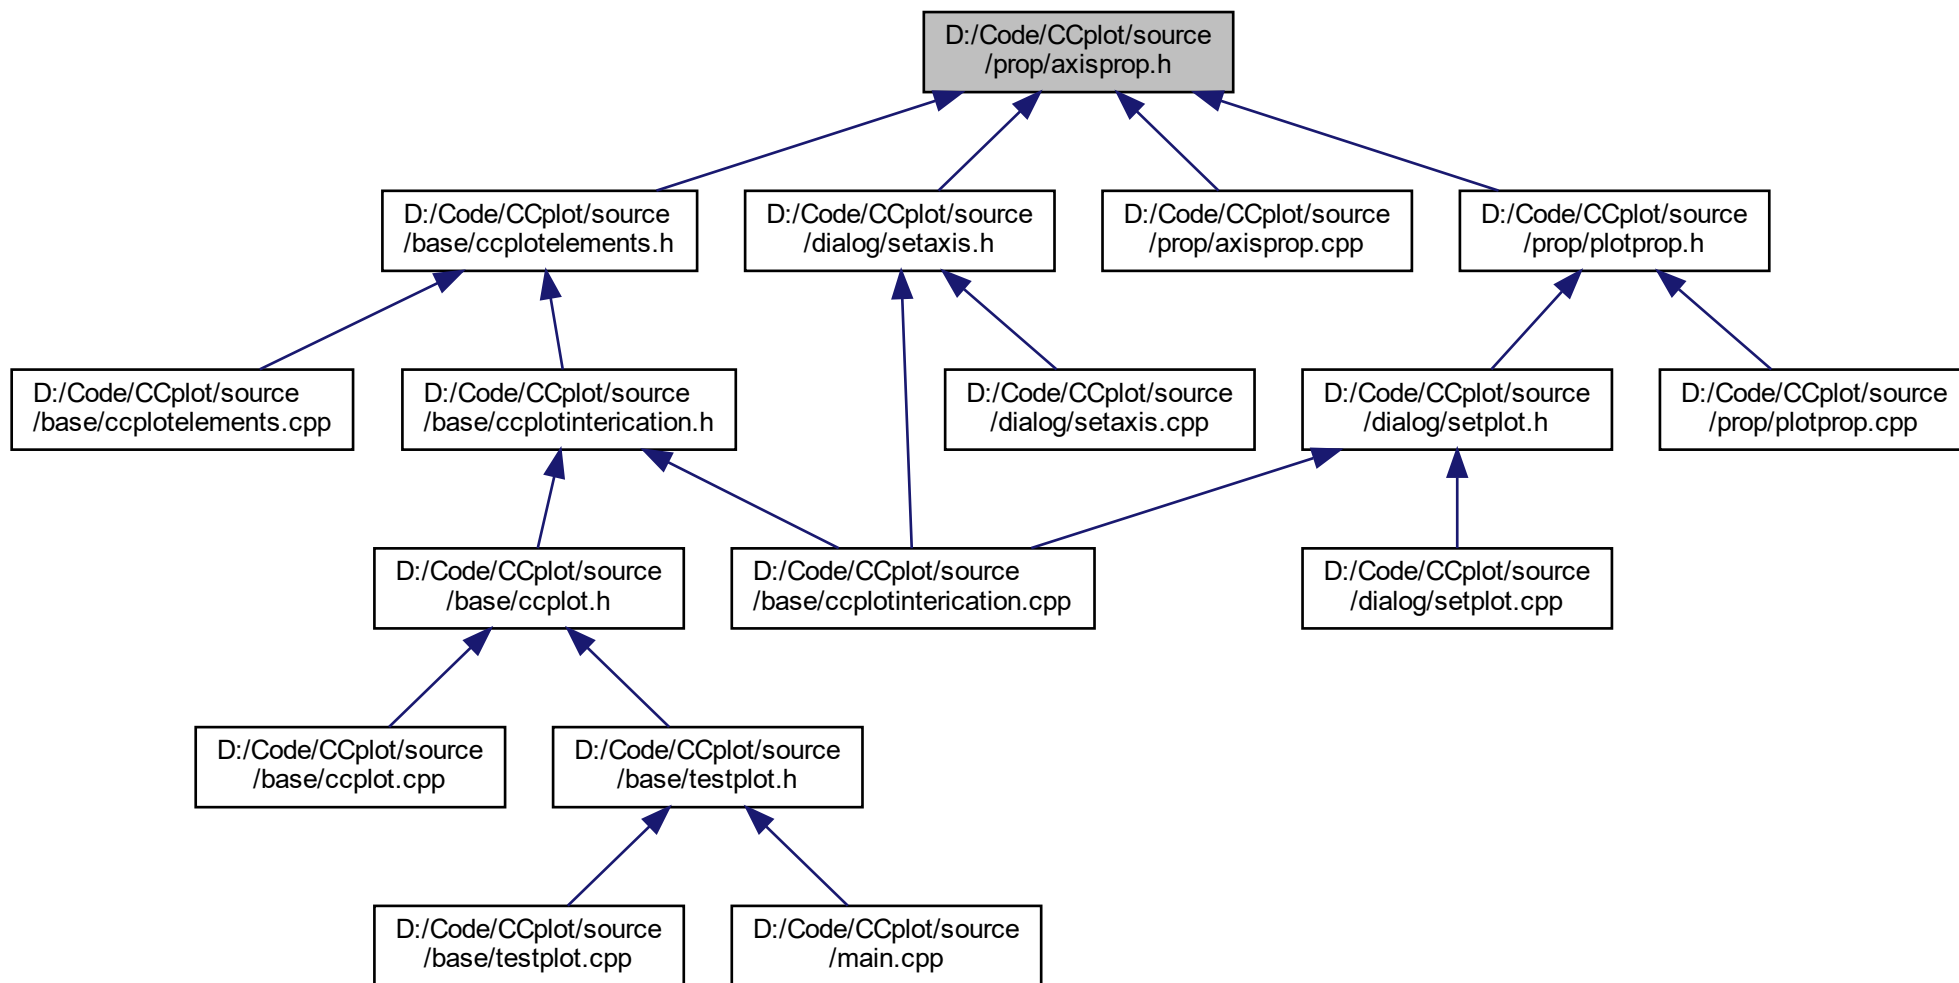 D:/Code/CCplot/source
/prop/axisprop.h
D:/Code/CCplot/source
/base/ccplotelements.h
D:/Code/CCplot/source
/dialog/setaxis.h
D:/Code/CCplot/source
/prop/axisprop.cpp
D:/Code/CCplot/source
/prop/plotprop.h
D:/Code/CCplot/source
/base/ccplotelements.cpp
D:/Code/CCplot/source
/base/ccplotinterication.h
D:/Code/CCplot/source
/dialog/setaxis.cpp
D:/Code/CCplot/source
/dialog/setplot.h
D:/Code/CCplot/source
/prop/plotprop.cpp
D:/Code/CCplot/source
/base/ccplot.h
D:/Code/CCplot/source
/base/ccplotinterication.cpp
D:/Code/CCplot/source
/dialog/setplot.cpp
D:/Code/CCplot/source
/base/ccplot.cpp
D:/Code/CCplot/source
/base/testplot.h
D:/Code/CCplot/source
/base/testplot.cpp
D:/Code/CCplot/source
/main.cpp